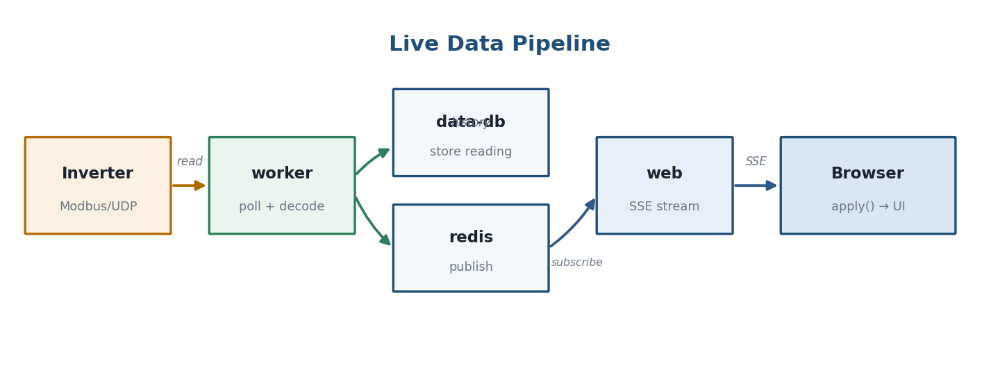 Live Data Pipeline
Inverter
Modbus/UDP
read
worker
poll + decode
data-db
history
store reading
redis
publish
subscribe
web
SSE stream
SSE
Browser
apply() → UI